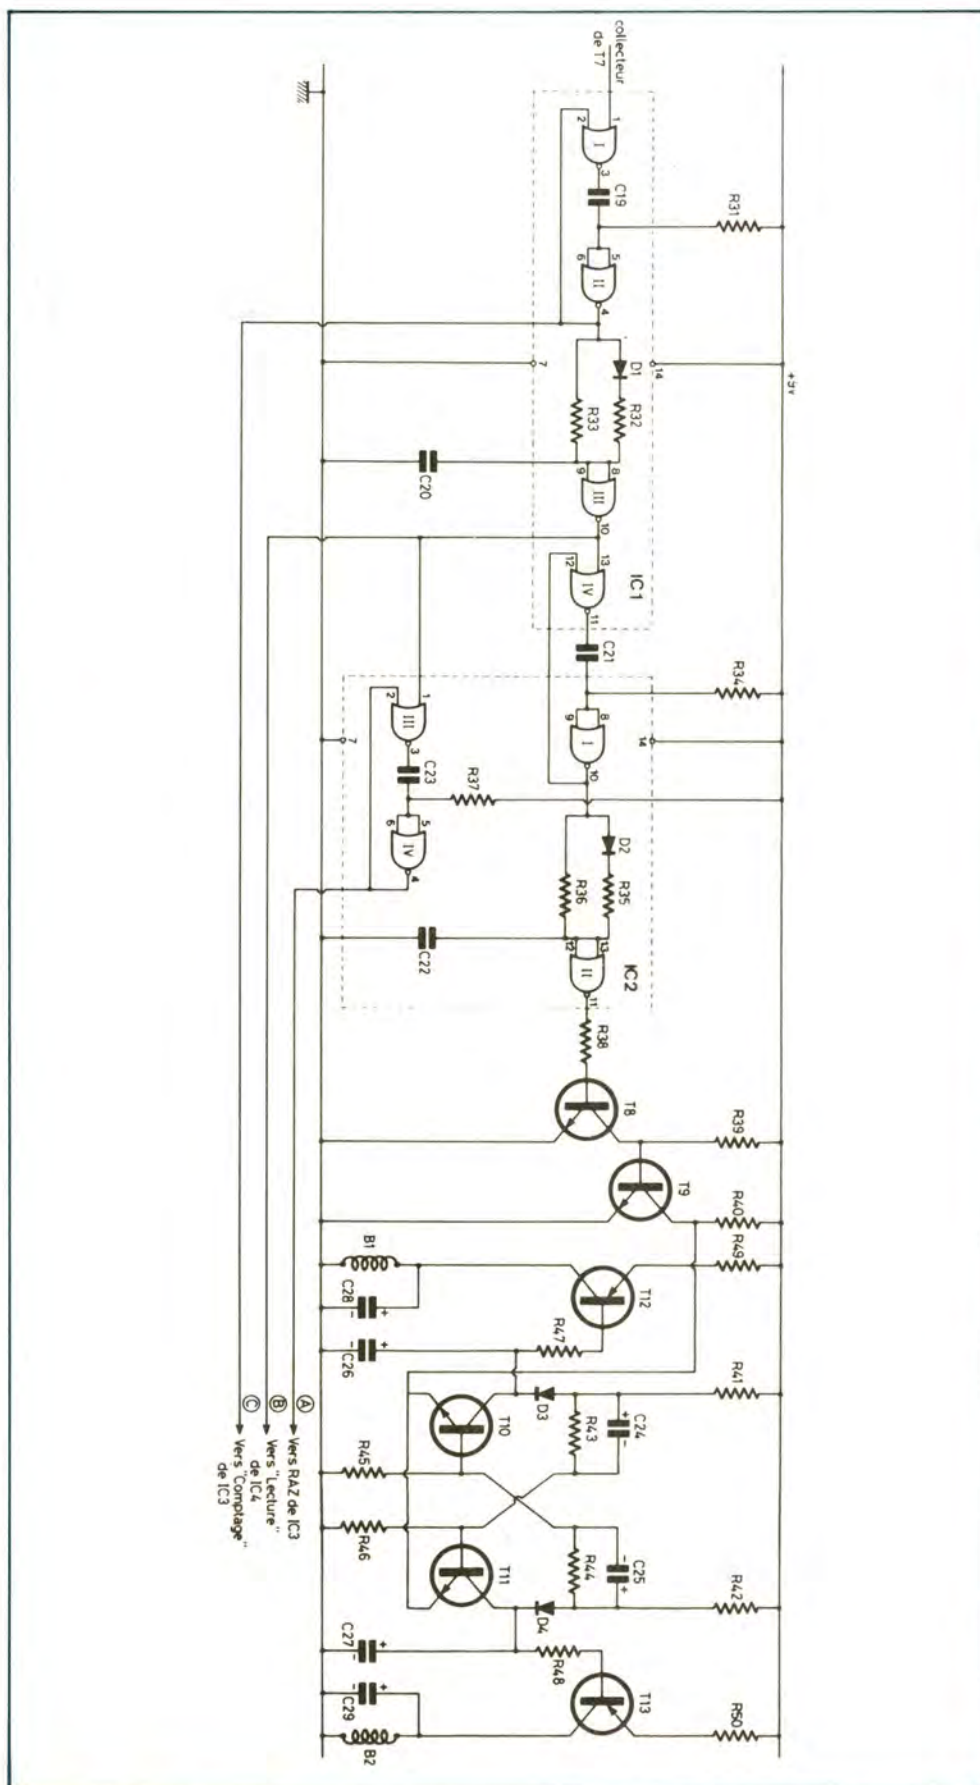 collecteur
de T7
1
2
I
3
C19
R31
5
6
II
4
D1
R32
R33
14
7
C20
8
9
III
10
IC1
13
12
IV
11
C21
R34
14
8
9
I
10
1
2
III
3
7
C23
R37
5
6
IV
4
D2
R35
R36
C22
13
12
II
11
IC2
R38
T8
R39
T9
R40
R49
B1
C28
+
-
T12
R47
C26
+
-
D3
R41
C24
+
-
R43
T10
R45
R46
R44
C25
-
+
T11
R42
D4
C27
+
-
R48
C29
+
-
B2
T13
R50
A Vers RAZ de IC3
B Vers "Lecture"
de IC4
C Vers "Comptage"
de IC3